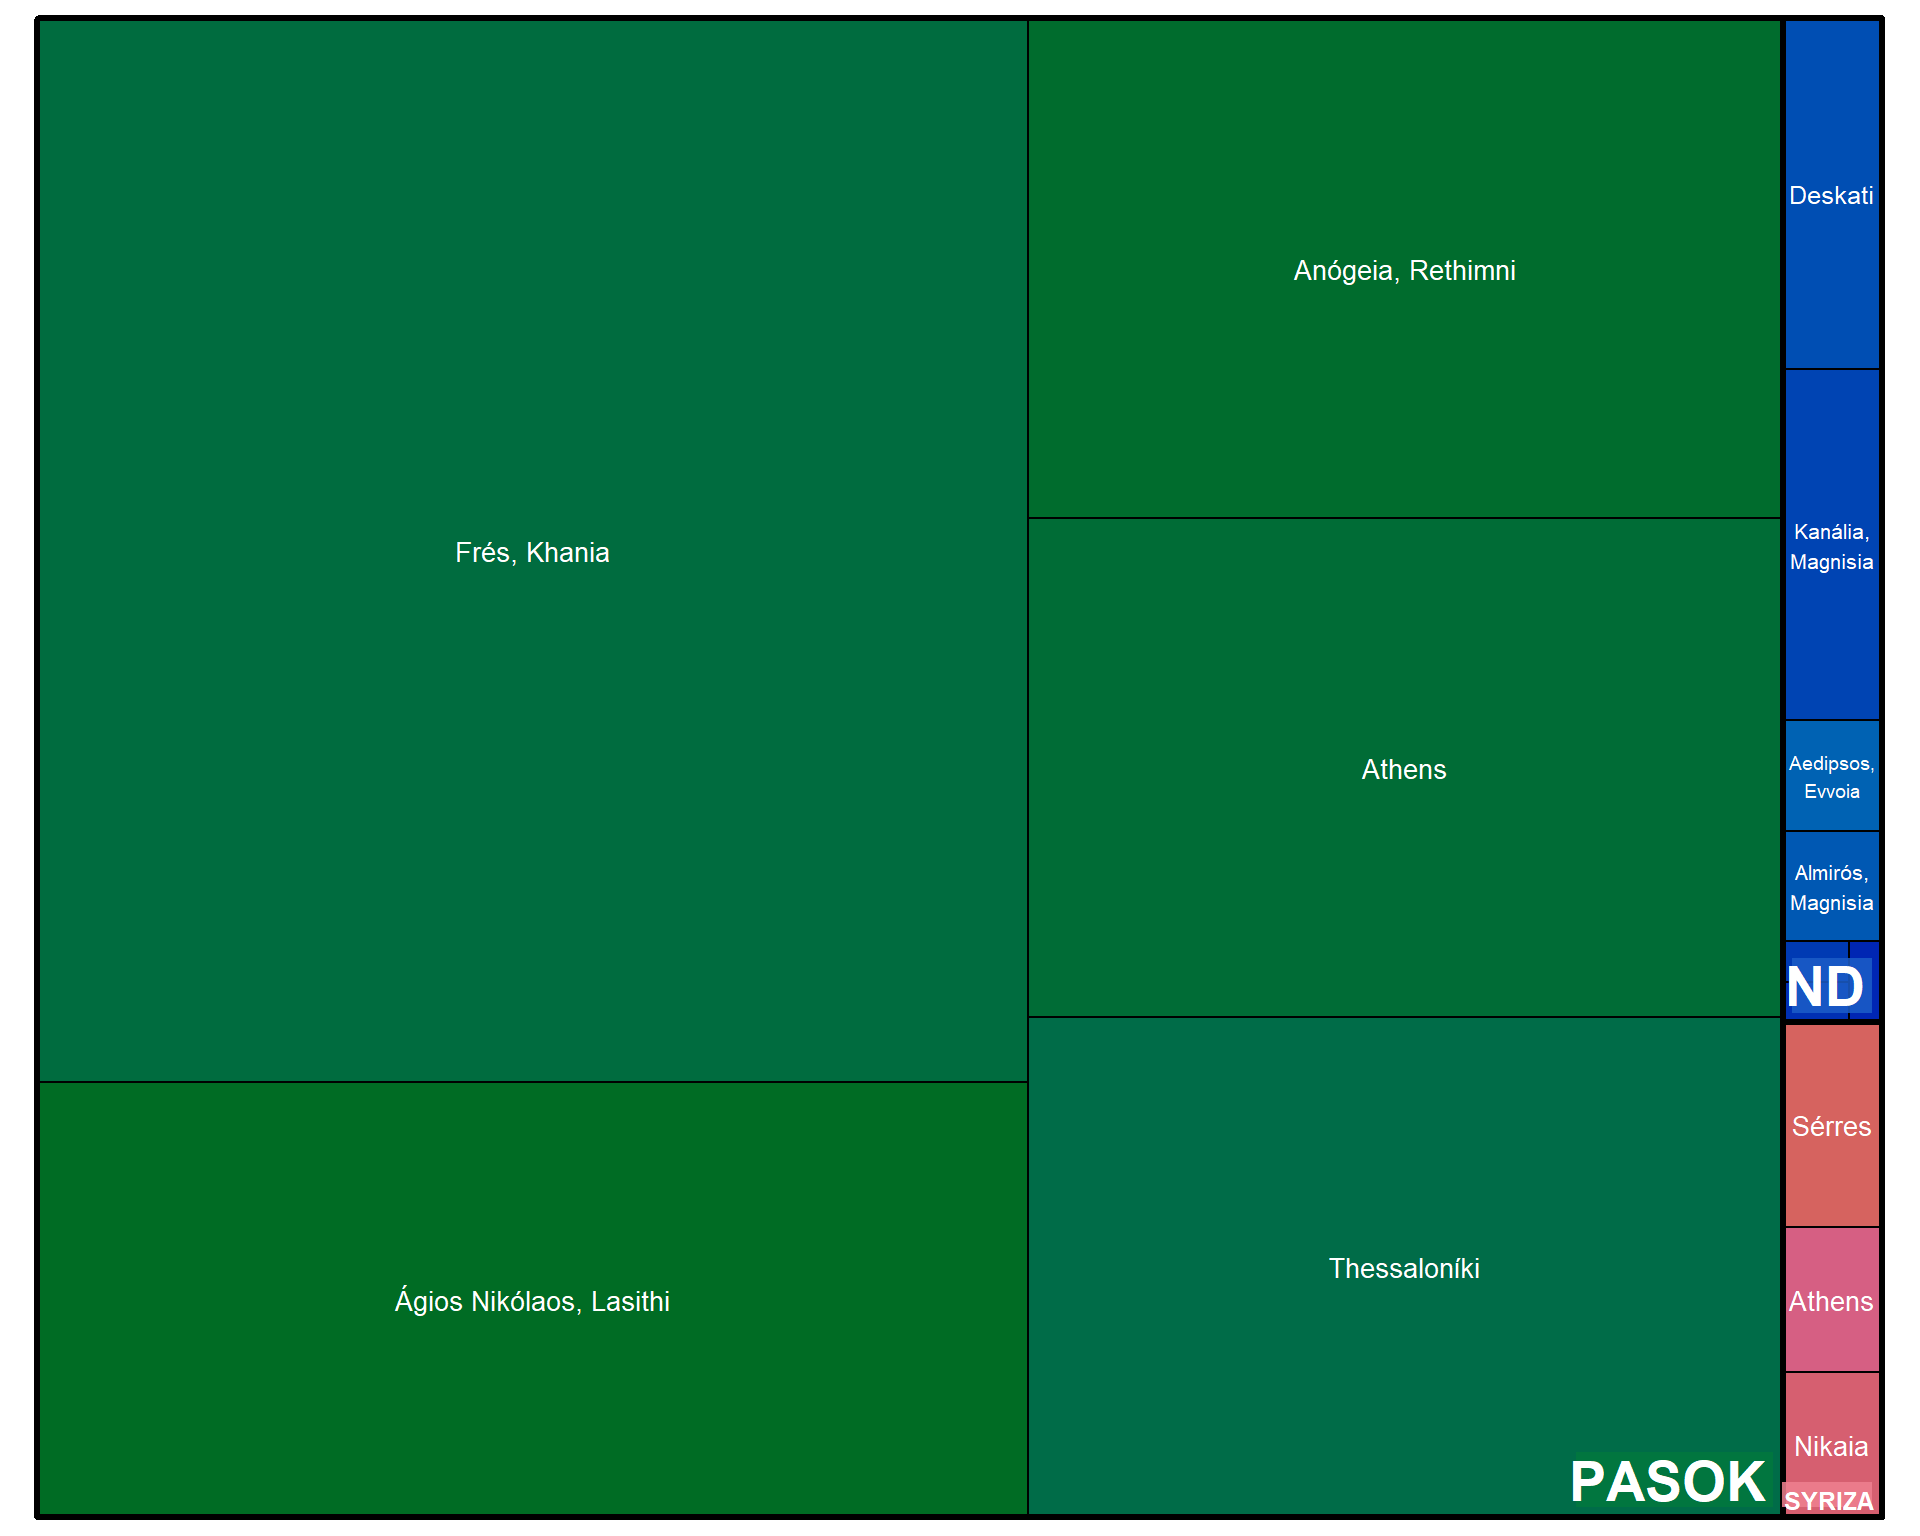 Frés, Khania
Ágios Nikólaos, Lasithi
Anógeia, Rethimni
Athens
Thessaloníki
PASOK
Deskati
Kanália,
Magnisia
Aedipsos,
Evvoia
Almirós,
Magnisia
ND
Sérres
Athens
Nikaia
SYRIZA